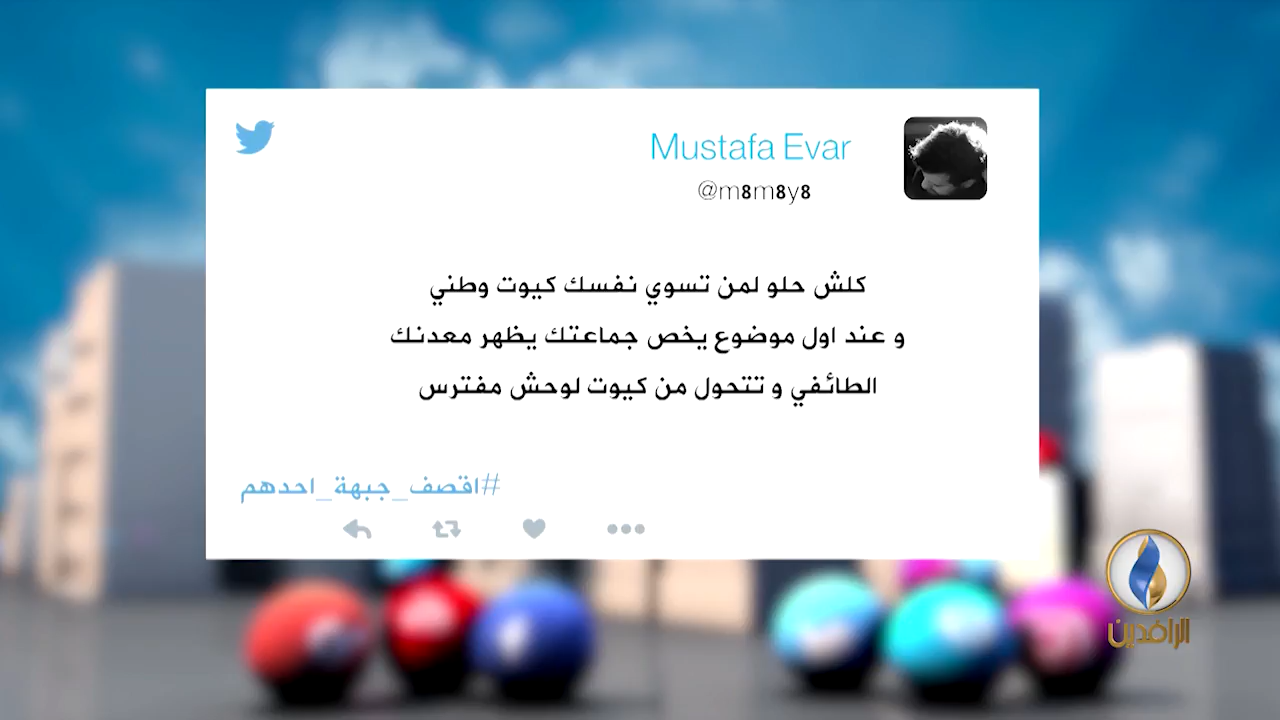 Mustafa Evar
@m8m8y8
كلش حلو لمن تسوي نفسك كيوت وطني
و عند اول موضوع يخص جماعتك يظهر معدنك
الطائفي و تتحول من كيوت لوحش مفترس
#اقصف_جبهة_احدهم
الرافدين